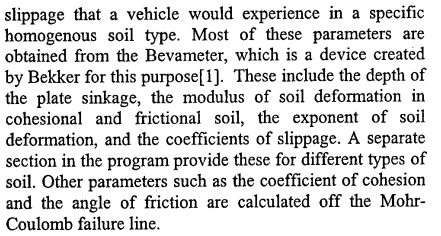 slippage that a vehicle would experience in a specific
homogenous soil type. Most of these parameters are
obtained from the Bevameter, which is a device created
by Bekker for this purpose[1]. These include the depth of
the plate sinkage, the modulus of soil deformation in
cohesional and frictional soil, the exponent of soil
deformation, and the coefficients of slippage. A separate
section in the program provide these for different types of
soil. Other parameters such as the coefficient of cohesion
and the angle of friction are calculated off the Mohr-
Coulomb failure line.